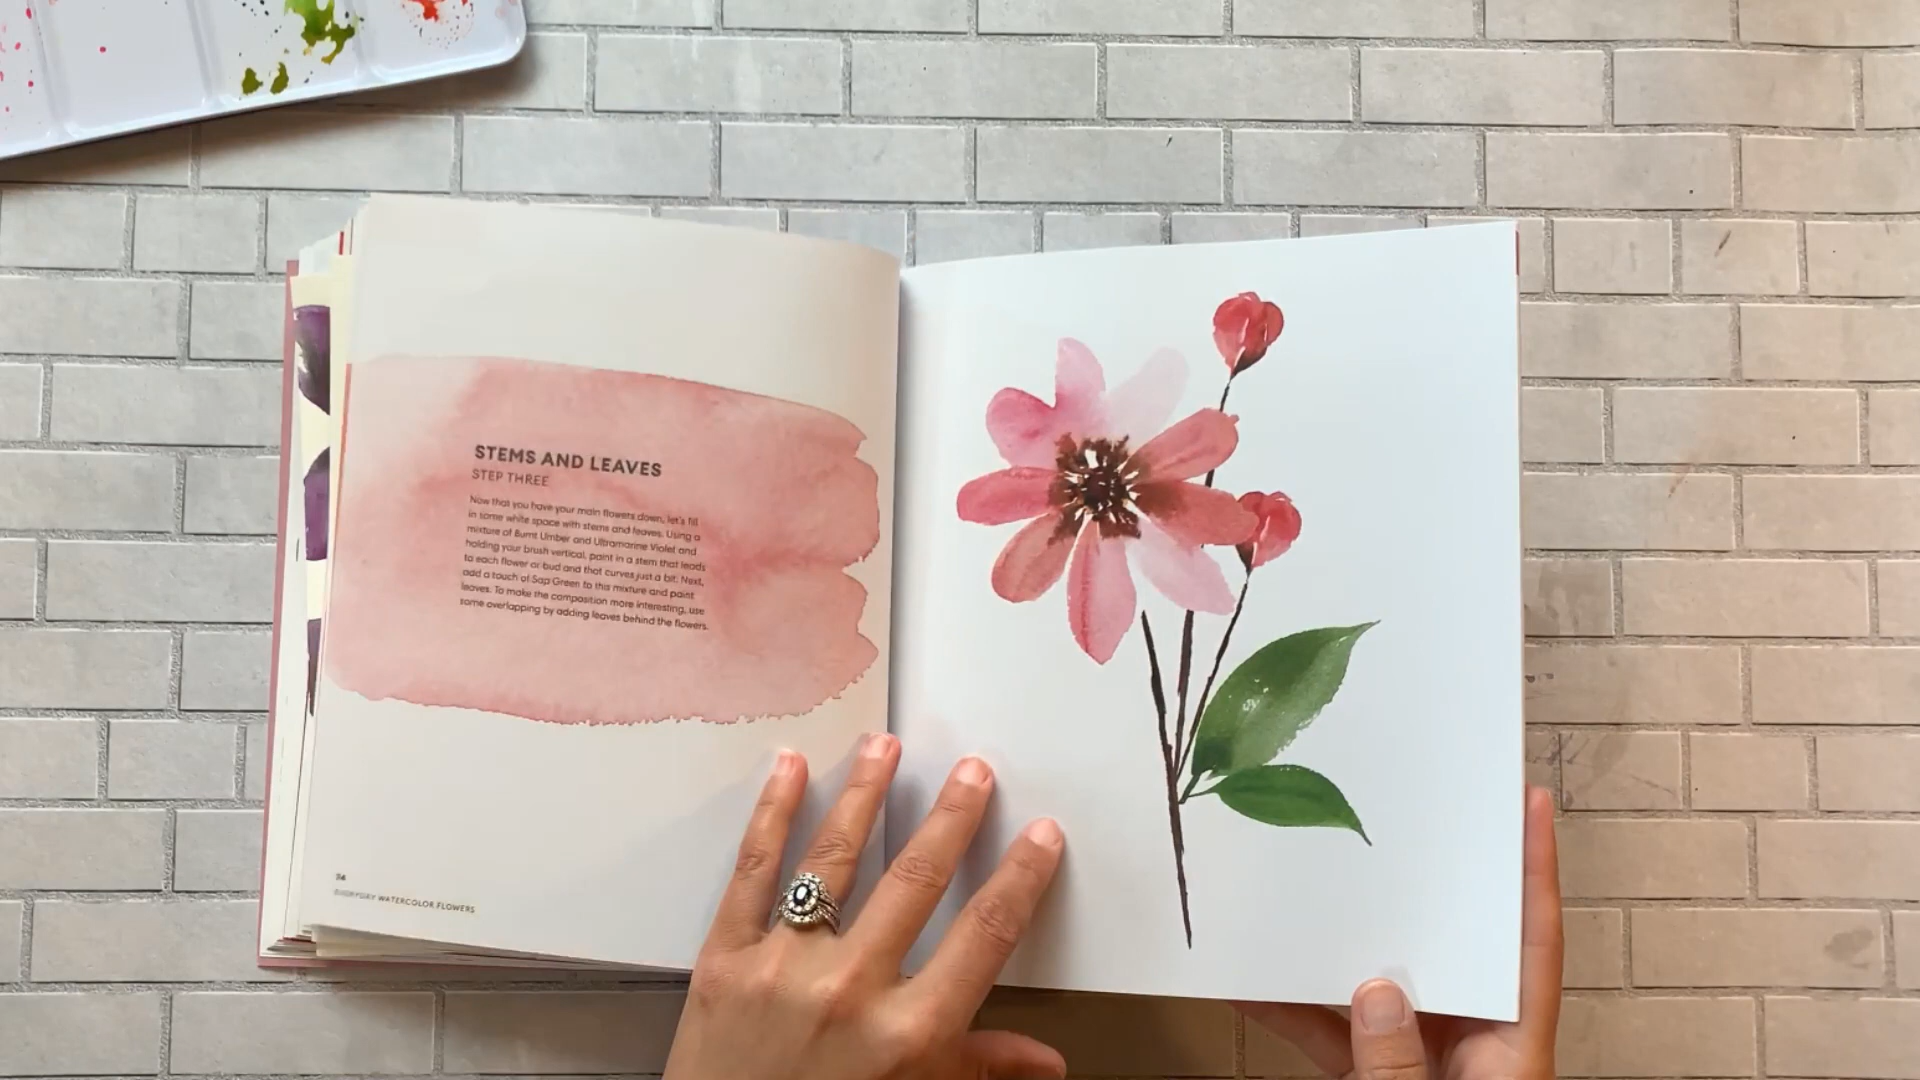 STEMS AND LEAVES
STEP THREE
Now that you have your main flowers down, let's fill
in some white space with stems and leaves. Using a
mixture of Burnt Umber and Ultramarine Violet and
holding your brush vertical, paint in a stem that leads
to each flower or bud and that curves just a bit. Next,
add a touch of Sap Green to this mixture and paint
leaves. To make the composition more interesting, use
some overlapping by adding leaves behind the flowers.
EVERYDAY WATERCOLOR FLOWERS